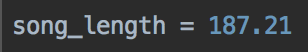 song_length = 187.21